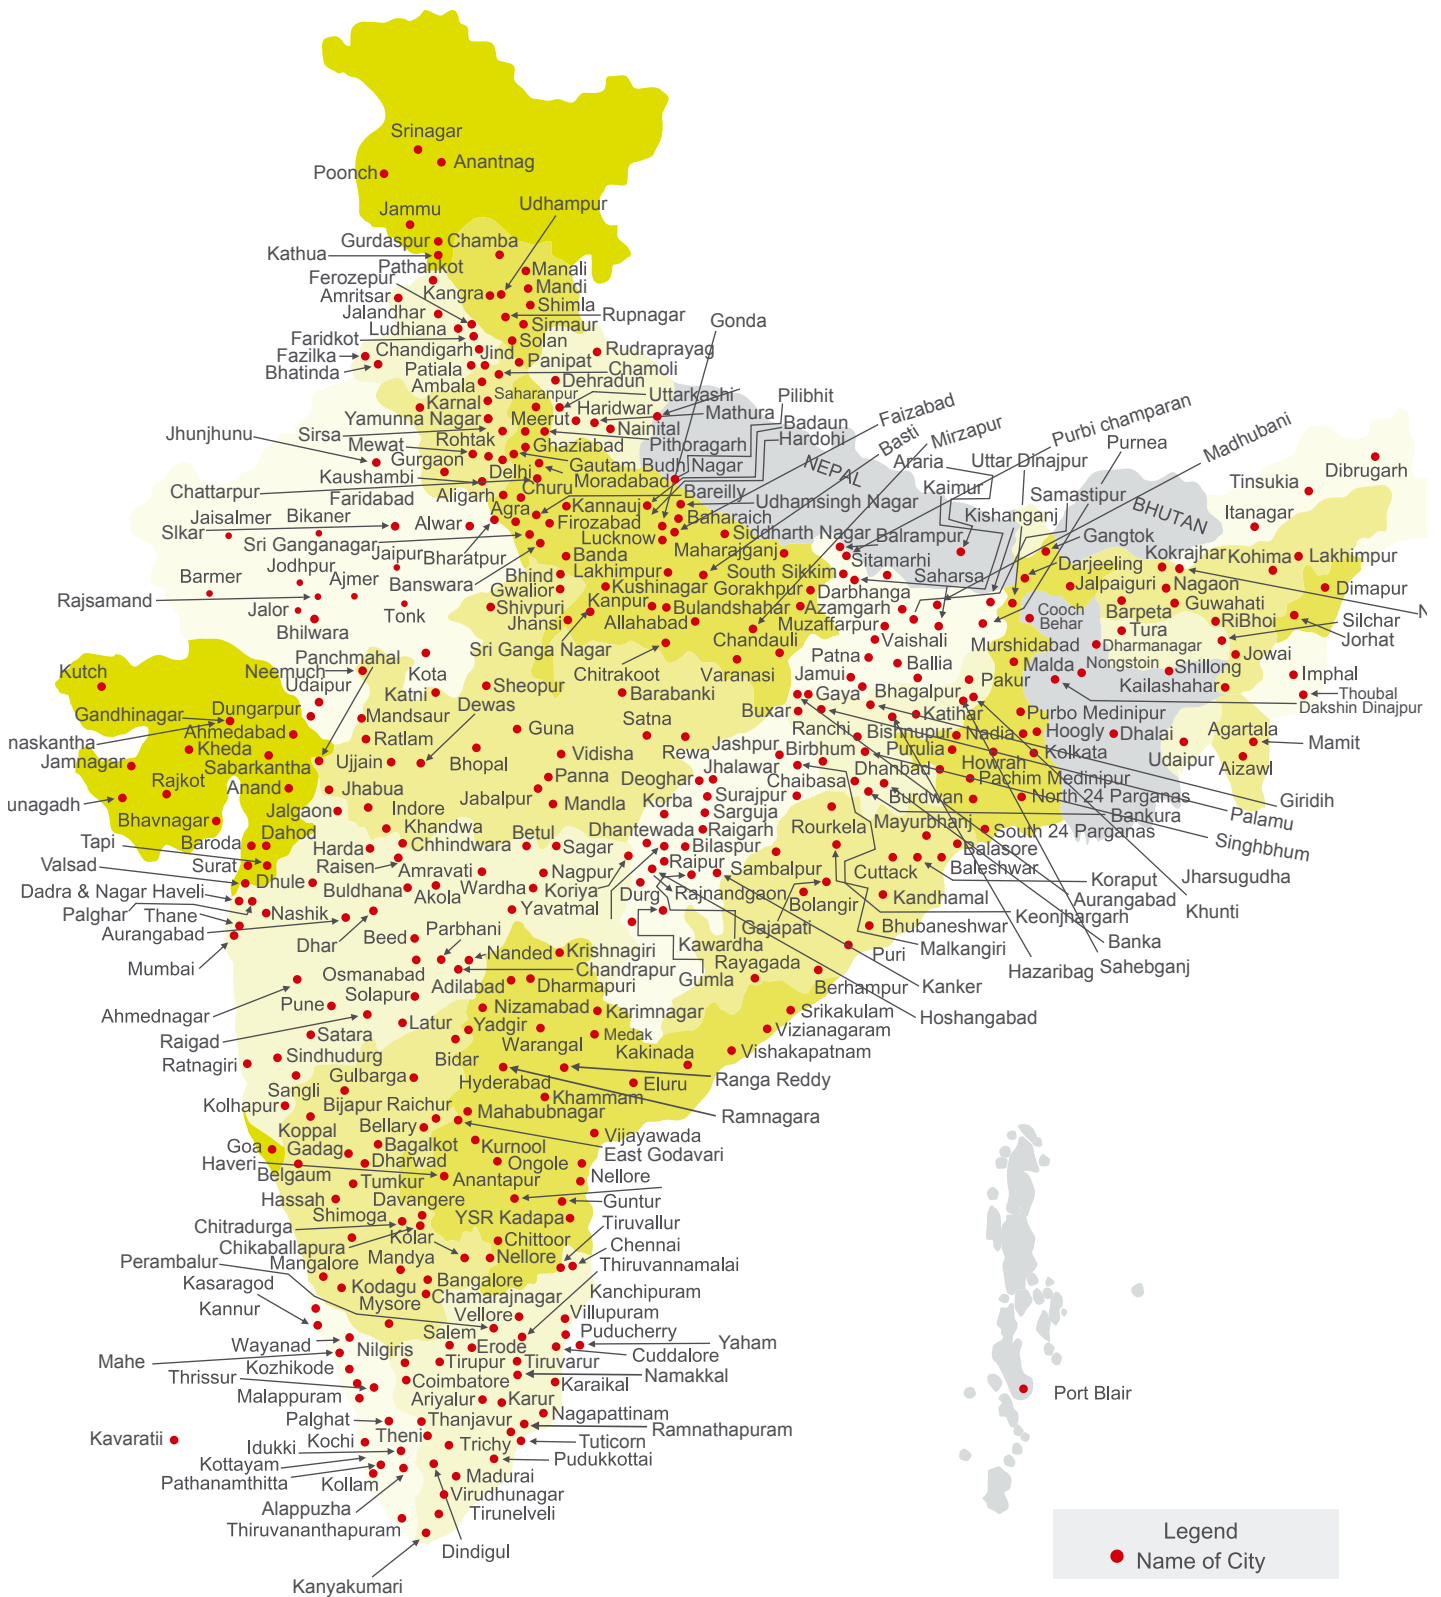 Srinagar
Anantnag
Poonch
Udhampur
Jammu
Gurdaspur
Chamba
Kathua
Pathankot
Manali
Ferozepur
Mandi
Amritsar
Kangra
Shimla
Jalandhar
Rupnagar
Gonda
Ludhiana
Sirmaur
Faridkot
Solan
Chandigarh
Jind
Rudraprayag
Fazilka
Panipat
Bhatinda
Patiala
Chamoli
Ambala
Dehradun
Saharanpur
Uttarkashi
Pilibhit
Karnal
Haridwar
Mathura
Faizabad
Purbi champaran
Yamunna Nagar
Meerut
Nainital
Badaun
Basti
Mirzapur
Purnea
Madhubani
Jhunjhunu
Sirsa
Rohtak
Pithoragarh
Hardohi
Mewat
Ghaziabad
NEPAL
Araria
Uttar Dinajpur
Gurgaon
Delhi
Gautam Budh Nagar
Dibrugarh
Kaushambi
Moradabad
Kaimur
Samastipur
Tinsukia
Chattarpur
Faridabad
Churu
Bareilly
Aligarh
Kannauj
Udhamsingh Nagar
Kishanganj
BHUTAN
Jaisalmer
Bikaner
Agra
Firozabad
Baharaich
Itanagar
Slkar
Alwar
Lucknow
Siddharth Nagar
Balrampur
Gangtok
Sri Ganganagar
Jaipur
Bharatpur
Banda
Maharajganj
Sitamarhi
Darjeeling
Kokrajhar
Kohima
Lakhimpur
Barmer
Jodhpur
Ajmer
Banswara
Bhind
Lakhimpur
South Sikkim
Saharsa
Jalpaiguri
Nagaon
Dimapur
Rajsamand
Gwalior
Kushinagar
Gorakhpur
Darbhanga
Jalor
Tonk
Shivpuri
Kanpur
Bulandshahar
Azamgarh
Cooch
Behar
Barpeta
Guwahati
N
Bhilwara
Jhansi
Allahabad
Muzaffarpur
RiBhoi
Silchar
Chandauli
Vaishali
Murshidabad
Tura
Jorhat
Panchmahal
Sri Ganga Nagar
Dharmanagar
Jowai
Kutch
Neemuch
Kota
Chitrakoot
Varanasi
Patna
Ballia
Malda
Nongstoin
Shillong
Imphal
Udaipur
Katni
Sheopur
Barabanki
Jamui
Bhagalpur
Pakur
Kailashahar
Thoubal
Gandhinagar
Dungarpur
Dewas
Gaya
Dakshin Dinajpur
Mandsaur
Satna
Buxar
Katihar
Purbo Medinipur
naskantha
Ahmedabad
Guna
Ranchi
Bishnupur
Nadia
Hoogly
Dhalai
Agartala
Mamit
Kheda
Ratlam
Rewa
Jashpur
Birbhum
Purulia
Kolkata
Jamnagar
Sabarkantha
Ujjain
Bhopal
Vidisha
Jhalawar
Dhanbad
Howrah
Udaipur
Aizawl
Rajkot
Anand
Jhabua
Panna
Deoghar
Chaibasa
Pachim Medinipur
unagadh
Jalgaon
Indore
Jabalpur
Mandla
Surajpur
Burdwan
North 24 Parganas
Giridih
Bhavnagar
Khandwa
Korba
Sarguja
Rourkela
Mayurbhanj
Bankura
Palamu
Tapi
Dahod
Harda
Chhindwara
Betul
Dhantewada
Raigarh
South 24 Parganas
Singhbhum
Baroda
Raisen
Sagar
Bilaspur
Balasore
Valsad
Surat
Amravati
Nagpur
Raipur
Sambalpur
Cuttack
Baleshwar
Dhule
Buldhana
Wardha
Koriya
Koraput
Jharsugudha
Dadra & Nagar Haveli
Akola
Durg
Rajnandgaon
Bolangir
Kandhamal
Aurangabad
Palghar
Nashik
Yavatmal
Keonjhargarh
Khunti
Thane
Gajapati
Bhubaneshwar
Aurangabad
Parbhani
Dhar
Beed
Nanded
Krishnagiri
Kawardha
Puri
Malkangiri
Banka
Mumbai
Osmanabad
Chandrapur
Rayagada
Hazaribag
Sahebganj
Adilabad
Dharmapuri
Gumla
Berhampur
Kanker
Solapur
Pune
Nizamabad
Karimnagar
Srikakulam
Hoshangabad
Ahmednagar
Latur
Yadgir
Vizianagaram
Raigad
Satara
Warangal
Medak
Ratnagiri
Sindhudurg
Bidar
Kakinada
Vishakapatnam
Gulbarga
Hyderabad
Ranga Reddy
Sangli
Eluru
Kolhapur
Bijapur
Raichur
Khammam
Mahabubnagar
Ramnagara
Koppal
Bellary
Vijayawada
Goa
Gadag
Bagalkot
Kurnool
East Godavari
Haveri
Dharwad
Ongole
Belgaum
Tumkur
Anantapur
Nellore
Hassah
Davangere
Guntur
Shimoga
YSR Kadapa
Tiruvallur
Chitradurga
Chittoor
Chennai
Chikaballapura
Kolar
Nellore
Thiruvannamalai
Perambalur
Mangalore
Mandya
Kasaragod
Kodagu
Bangalore
Kanchipuram
Kannur
Mysore
Chamarajnagar
Vellore
Villupuram
Salem
Puducherry
Yaham
Wayanad
Nilgiris
Erode
Cuddalore
Mahe
Kozhikode
Tirupur
Tiruvarur
Namakkal
Thrissur
Coimbatore
Karaikal
Malappuram
Ariyalur
Karur
Port Blair
Palghat
Thanjavur
Nagapattinam
Kavaratii
Kochi
Theni
Ramnathapuram
Idukki
Trichy
Tuticorn
Kottayam
Pudukkottai
Pathanamthitta
Kollam
Madurai
Alappuzha
Virudhunagar
Thiruvananthapuram
Tirunelveli
Dindigul
Kanyakumari
Legend
Name of City